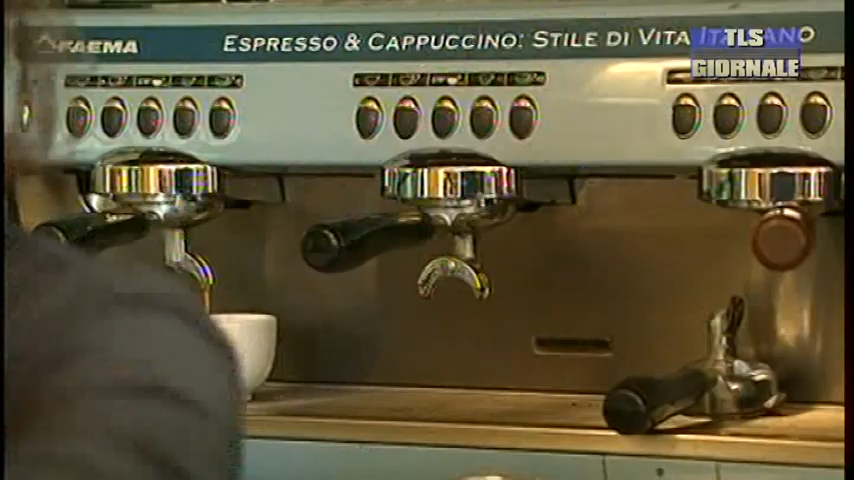 FAEMA
ESPRESSO & CAPPUCCINO: STILE DI VITA ITALIANO
TLS
GIORNALE